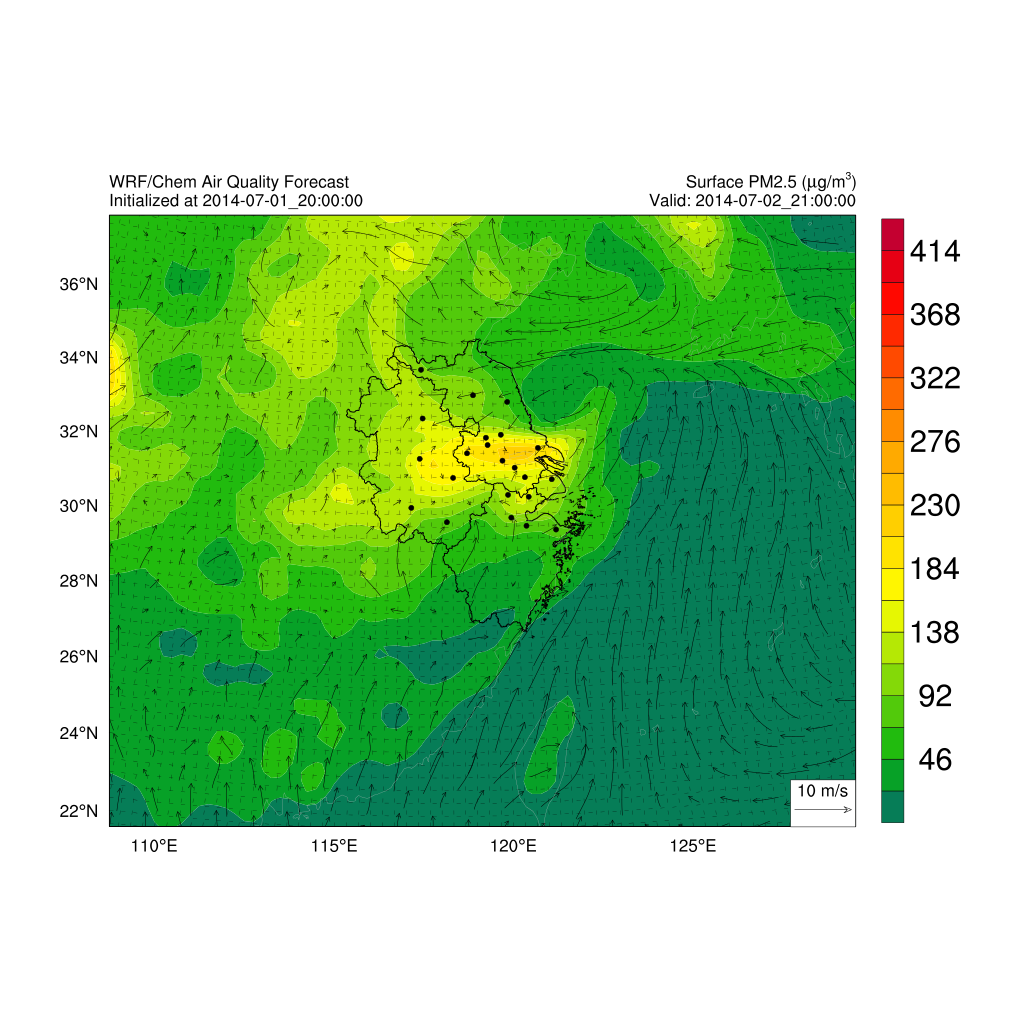 WRF/Chem Air Quality Forecast
Surface PM2.5 (μg/m³)
Initialized at 2014-07-01_20:00:00
Valid: 2014-07-02_21:00:00
36°N
34°N
32°N
30°N
28°N
26°N
24°N
22°N
110°E
115°E
120°E
125°E
10 m/s
414
368
322
276
230
184
138
92
46